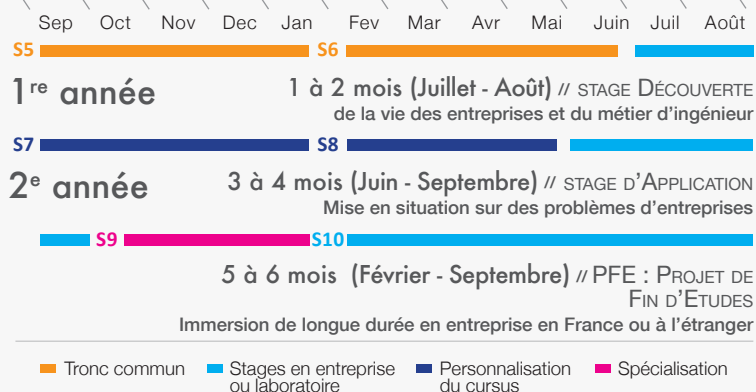 Sep Oct Nov Dec Jan Fev Mar Avr Mai Juin Juil Août
S5 S6
1re année
1 à 2 mois (Juillet - Août) // STAGE DÉCOUVERTE
de la vie des entreprises et du métier d'ingénieur
S7 S8
2e année
3 à 4 mois (Juin - Septembre) // STAGE D'APPLICATION
Mise en situation sur des problèmes d'entreprises
S9 S10
5 à 6 mois (Février - Septembre) // PFE : PROJET DE
FIN D'ETUDES
Immersion de longue durée en entreprise en France ou à l'étranger
Tronc commun
Stages en entreprise
ou laboratoire
Personnalisation
du cursus
Spécialisation